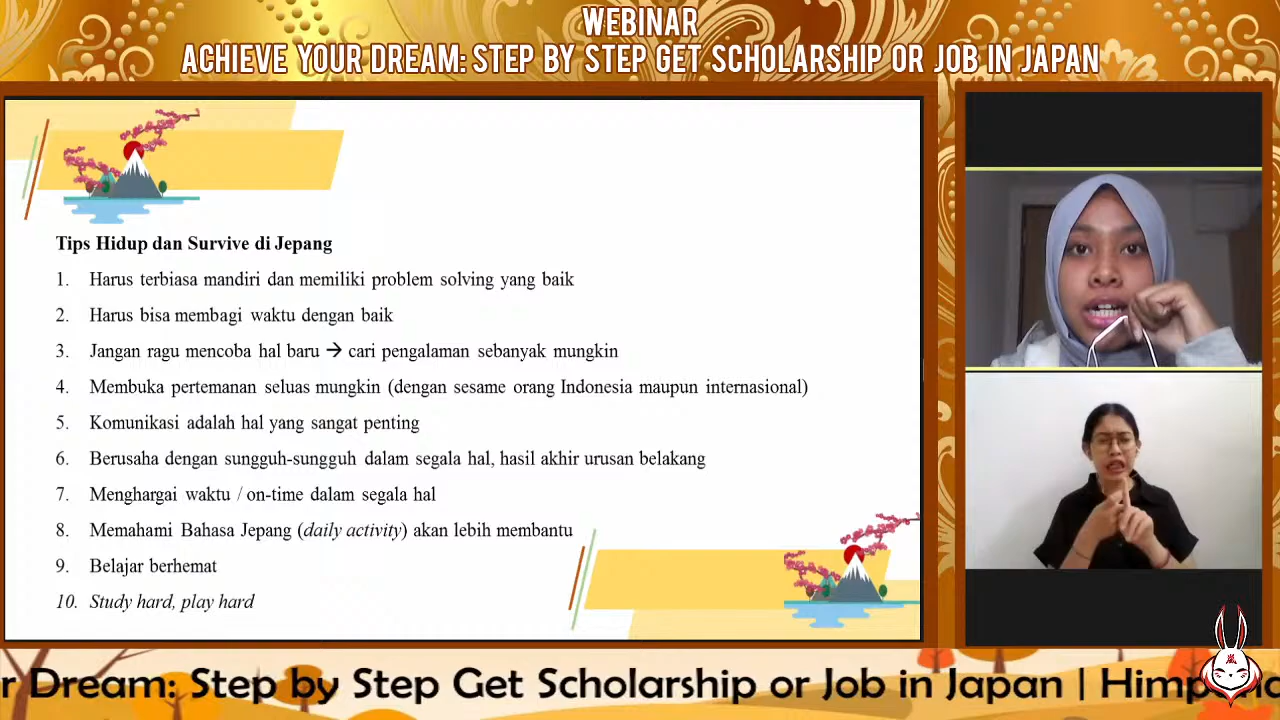 WEBINAR
ACHIEVE YOUR DREAM: STEP BY STEP GET SCHOLARSHIP OR JOB IN JAPAN
Tips Hidup dan Survive di Jepang
1. Harus terbiasa mandiri dan memiliki problem solving yang baik
2. Harus bisa membagi waktu dengan baik
3. Jangan ragu mencoba hal baru → cari pengalaman sebanyak mungkin
4. Membuka pertemanan seluas mungkin (dengan sesame orang Indonesia maupun internasional)
5. Komunikasi adalah hal yang sangat penting
6. Berusaha dengan sungguh-sungguh dalam segala hal, hasil akhir urusan belakang
7. Menghargai waktu / on-time dalam segala hal
8. Memahami Bahasa Jepang (daily activity) akan lebih membantu
9. Belajar berhemat
10. Study hard, play hard
r Dream: Step by Step Get Scholarship or Job in Japan |